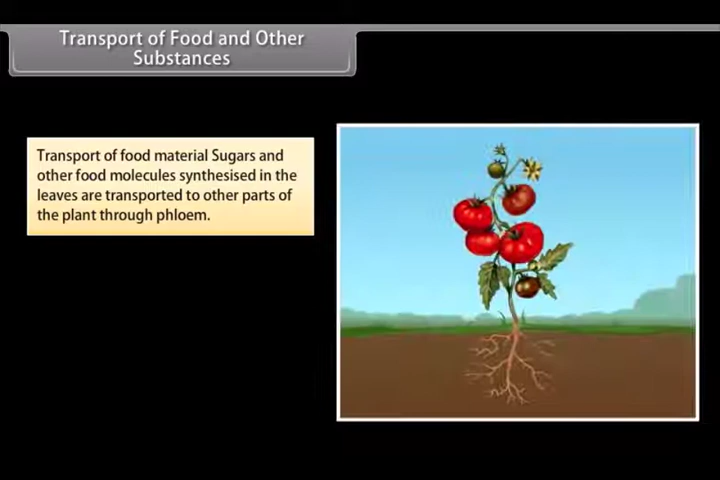 Transport of Food and Other
Substances
Transport of food material Sugars and
other food molecules synthesised in the
leaves are transported to other parts of
the plant through phloem.